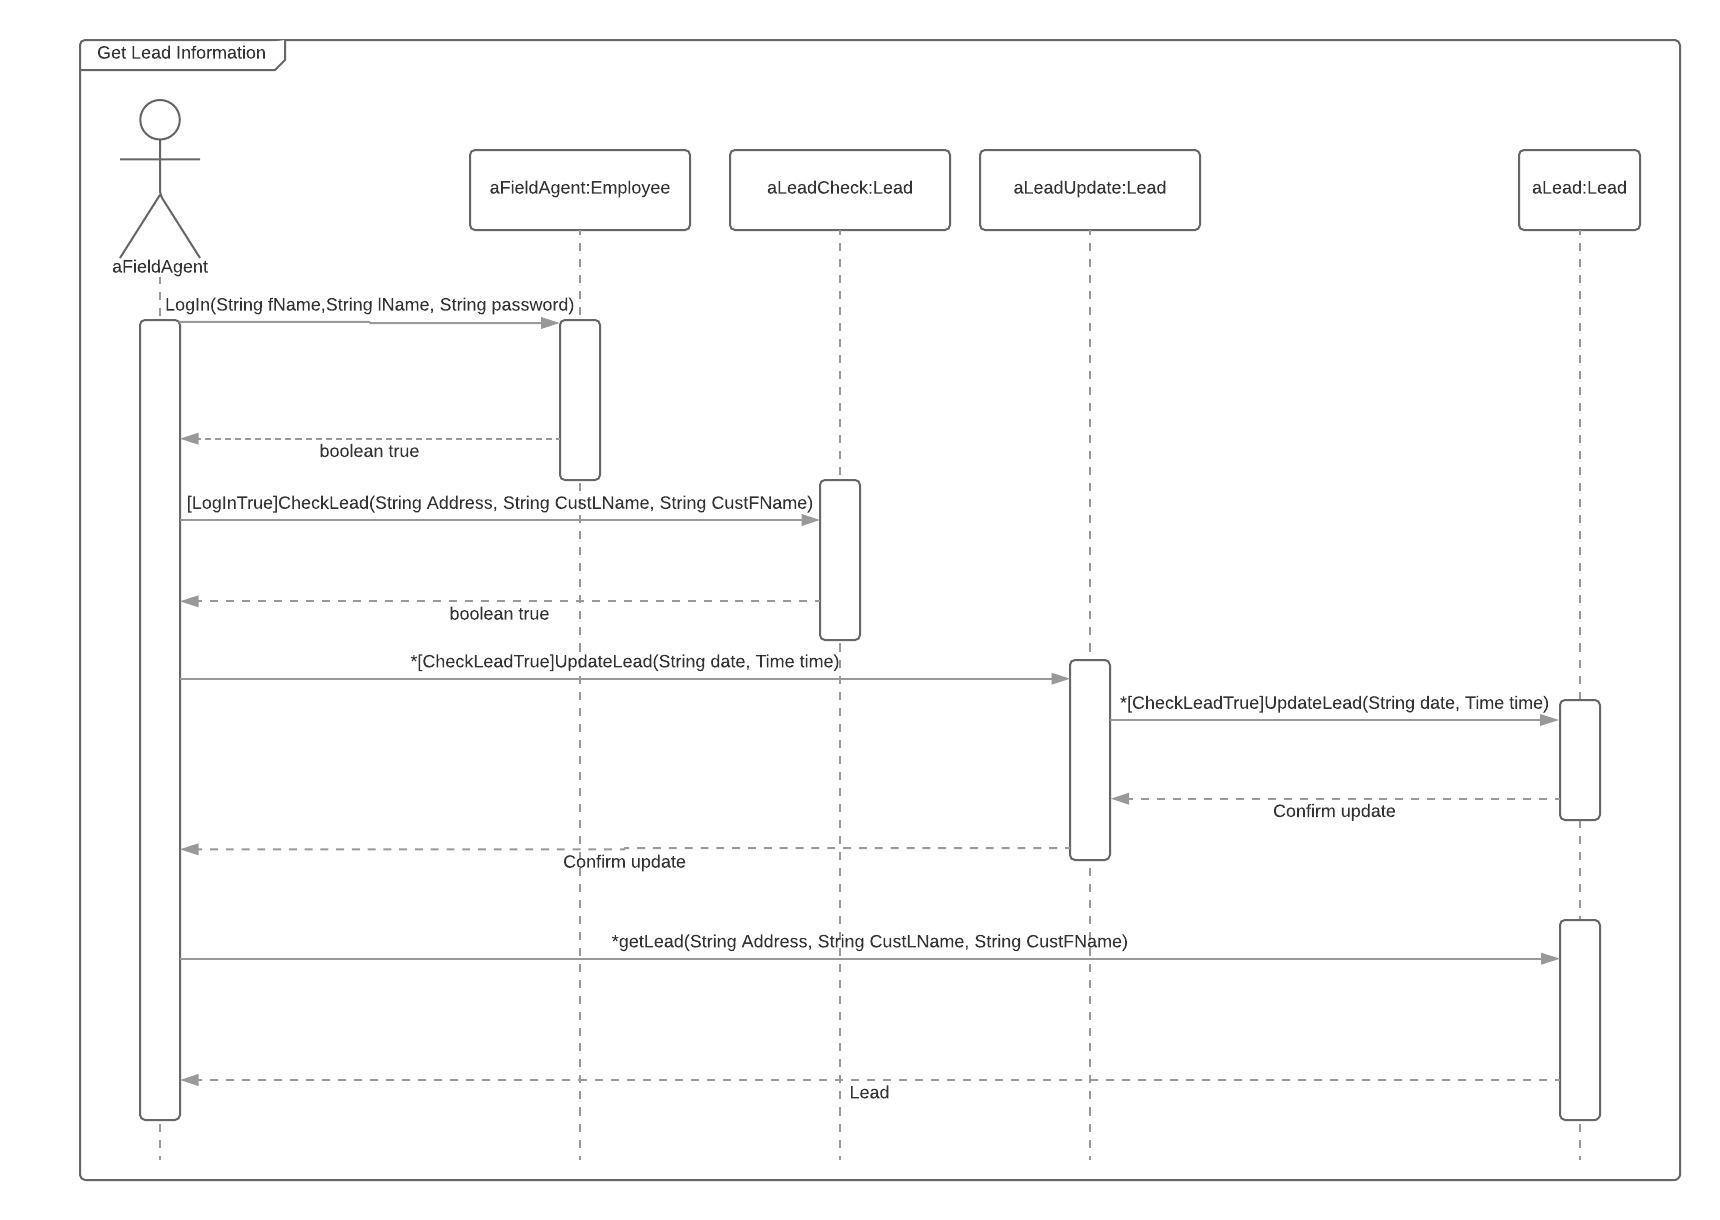 Get Lead Information
aFieldAgent:Employee
aLeadCheck:Lead
aLeadUpdate:Lead
aLead:Lead
aFieldAgent
LogIn(String fName,String lName, String password)
boolean true
[LogInTrue]CheckLead(String Address, String CustLName, String CustFName)
boolean true
*[CheckLeadTrue]UpdateLead(String date, Time time)
*[CheckLeadTrue]UpdateLead(String date, Time time)
Confirm update
Confirm update
*getLead(String Address, String CustLName, String CustFName)
Lead